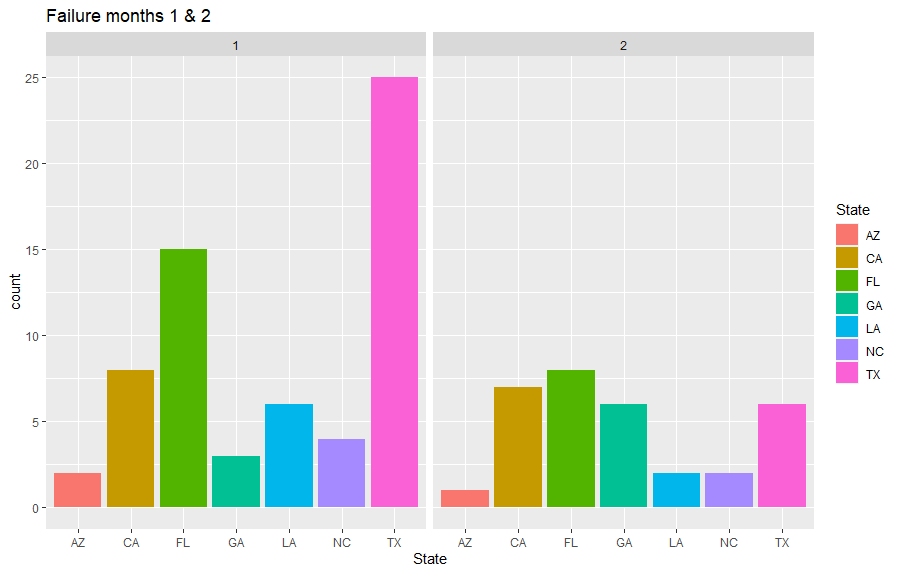 Failure months 1 & 2
1
2
count
25
20
15
10
5
0
AZ CA FL GA LA NC TX
AZ CA FL GA LA NC TX
State
State
AZ
CA
FL
GA
LA
NC
TX